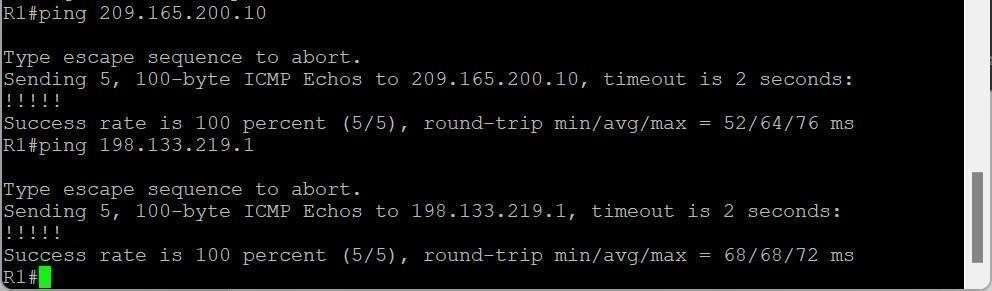 R1#ping 209.165.200.10
Type escape sequence to abort.
Sending 5, 100-byte ICMP Echos to 209.165.200.10, timeout is 2 seconds:
!!!!!
Success rate is 100 percent (5/5), round-trip min/avg/max = 52/64/76 ms
R1#ping 198.133.219.1
Type escape sequence to abort.
Sending 5, 100-byte ICMP Echos to 198.133.219.1, timeout is 2 seconds:
!!!!!
Success rate is 100 percent (5/5), round-trip min/avg/max = 68/68/72 ms
R1#